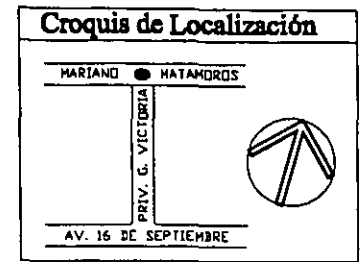 Croquis de Localización
MARIANO MATAMOROS
PRIV. G. VICTORIA
AV. 16 DE SEPTIEMBRE